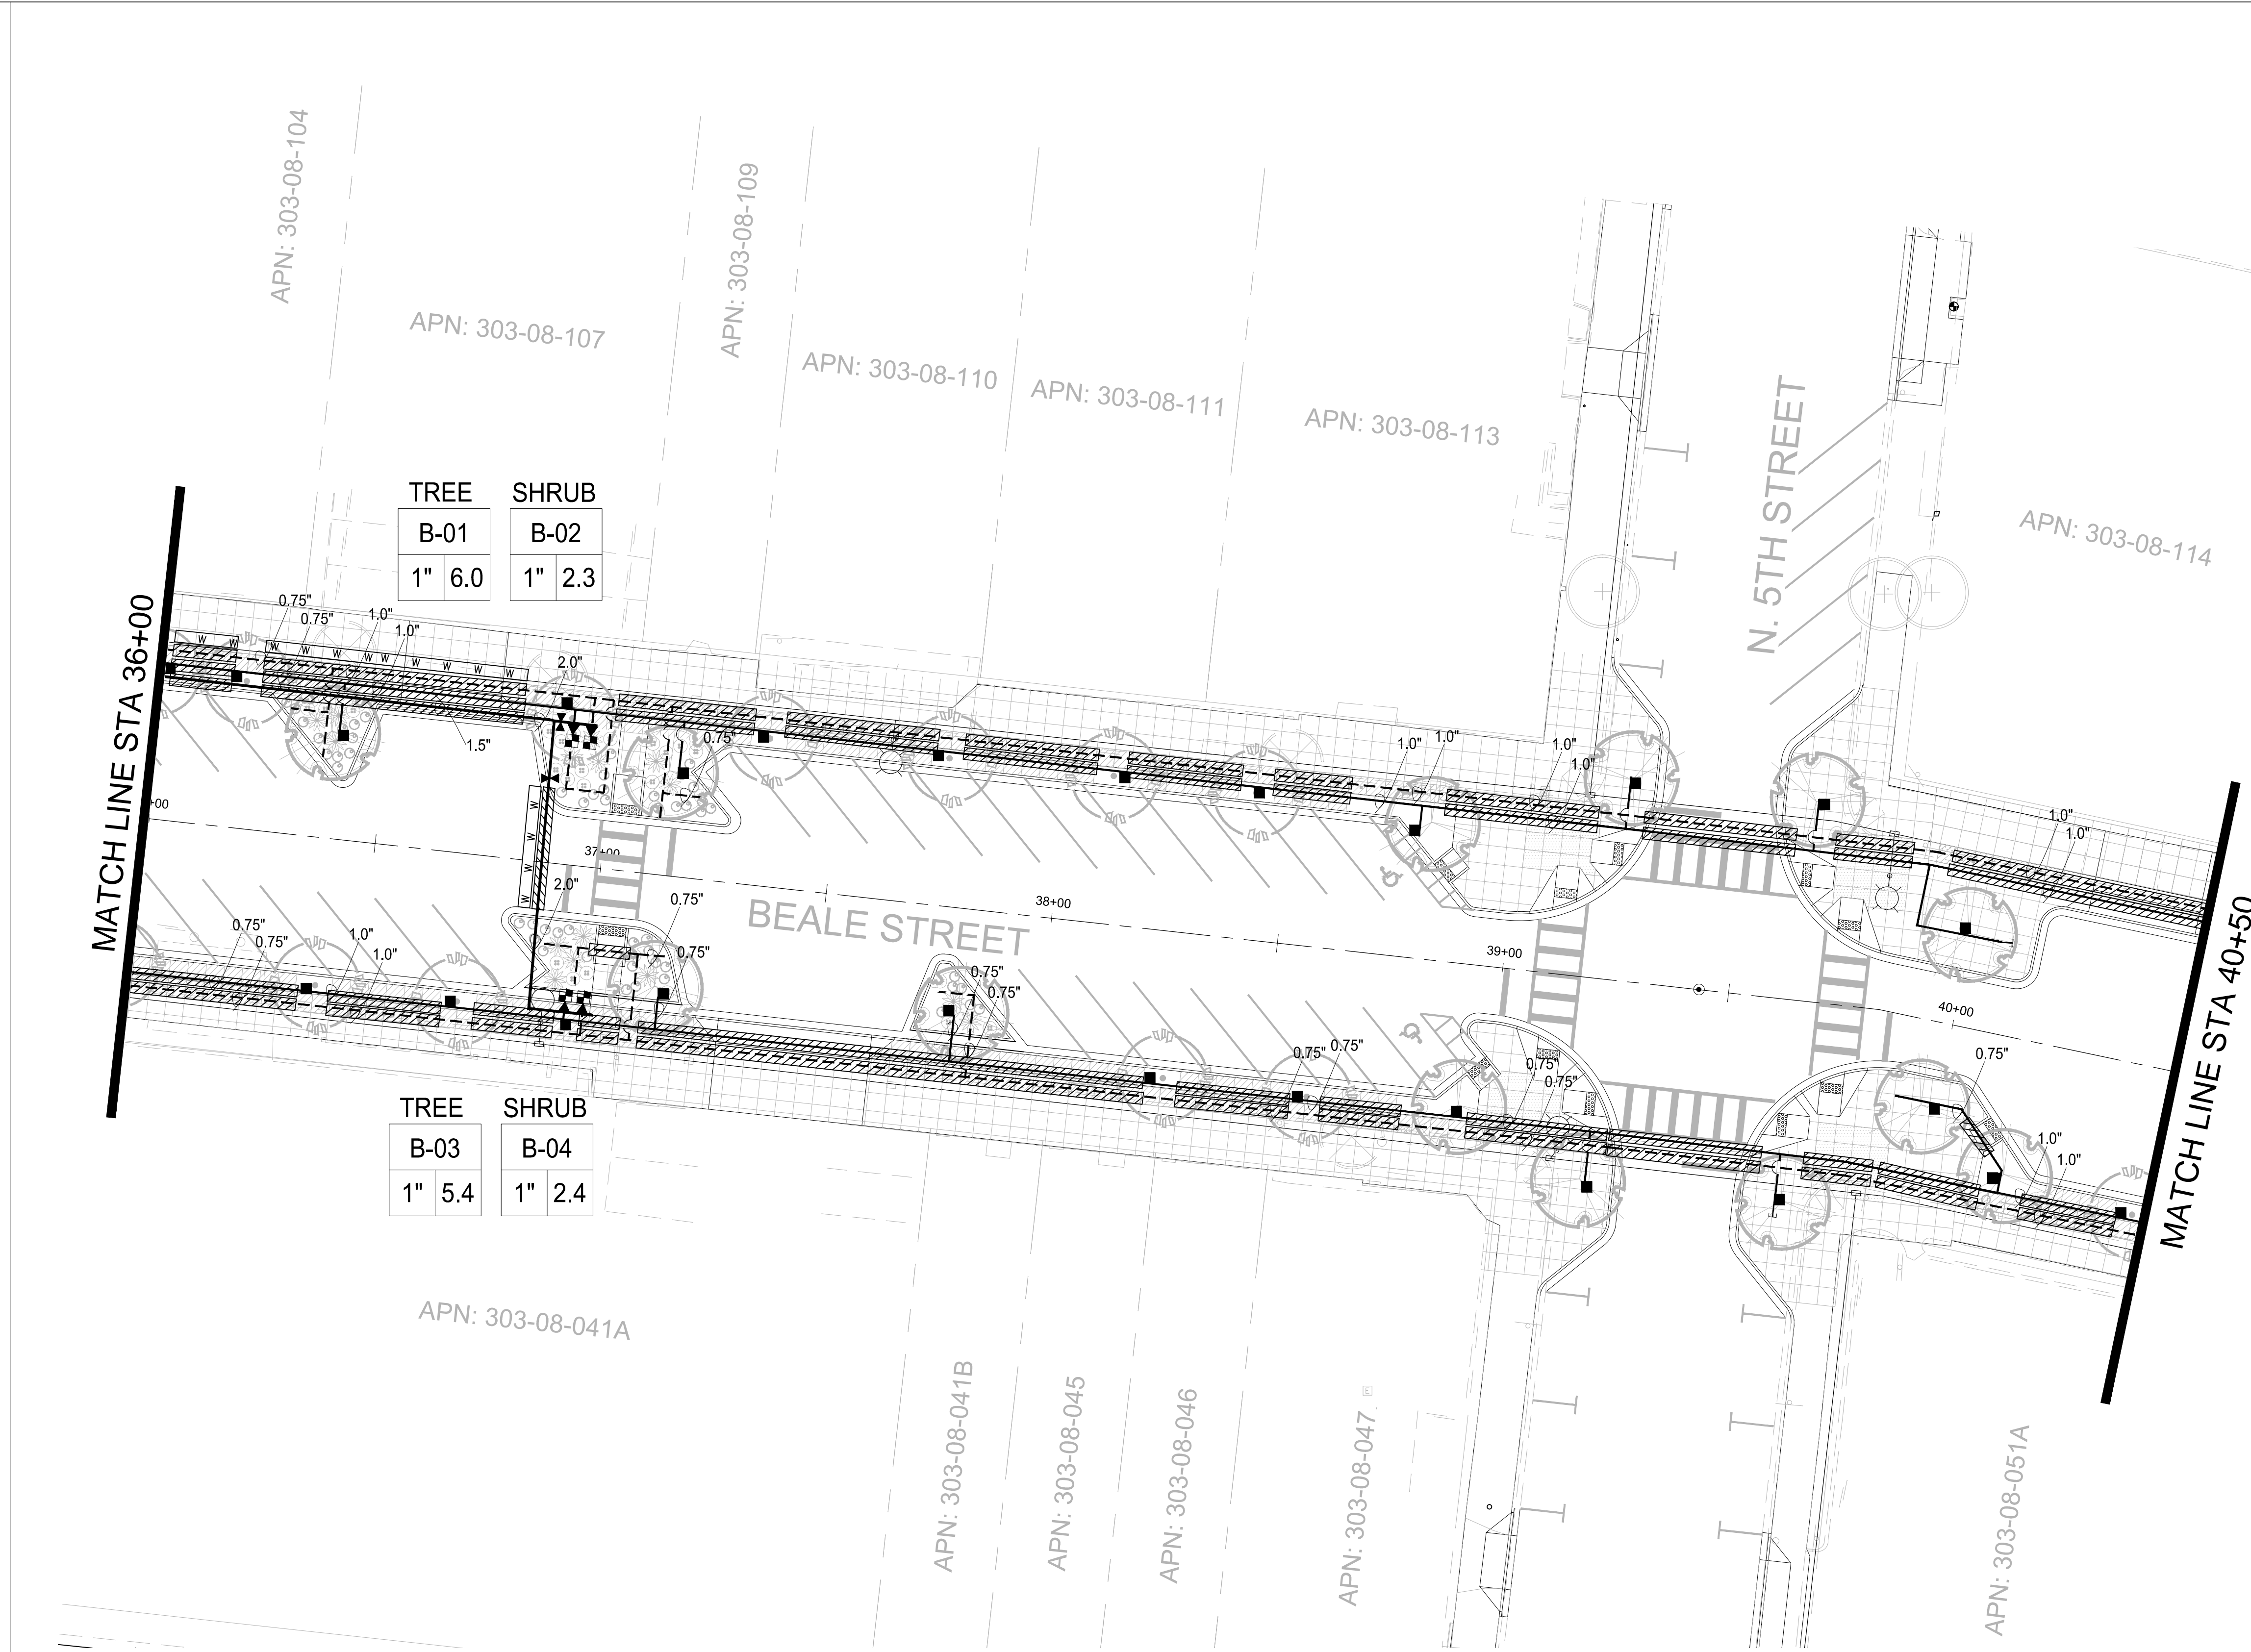 APN: 303-08-104
APN: 303-08-107
APN: 303-08-109
APN: 303-08-110
APN: 303-08-111
APN: 303-08-113
N. 5TH STREET
APN: 303-08-114
TREE
B-01
1" 6.0
SHRUB
B-02
1" 2.3
MATCH LINE STA 36+00
0.75"
0.75"
1.0"
1.0"
W W W W W W W W W W
2.0"
1.5"
0.75"
1.0"
1.0"
1.0"
1.0"
1.0"
1.0"
+00
37+00
W
W
W
W
2.0"
BEALE STREET
38+00
39+00
40+00
MATCH LINE STA 40+50
0.75"
0.75"
1.0"
1.0"
0.75"
0.75"
0.75"
0.75"
0.75"
0.75"
0.75"
0.75"
0.75"
1.0"
1.0"
TREE
B-03
1" 5.4
SHRUB
B-04
1" 2.4
APN: 303-08-041A
APN: 303-08-041B
APN: 303-08-045
APN: 303-08-046
APN: 303-08-047
APN: 303-08-051A